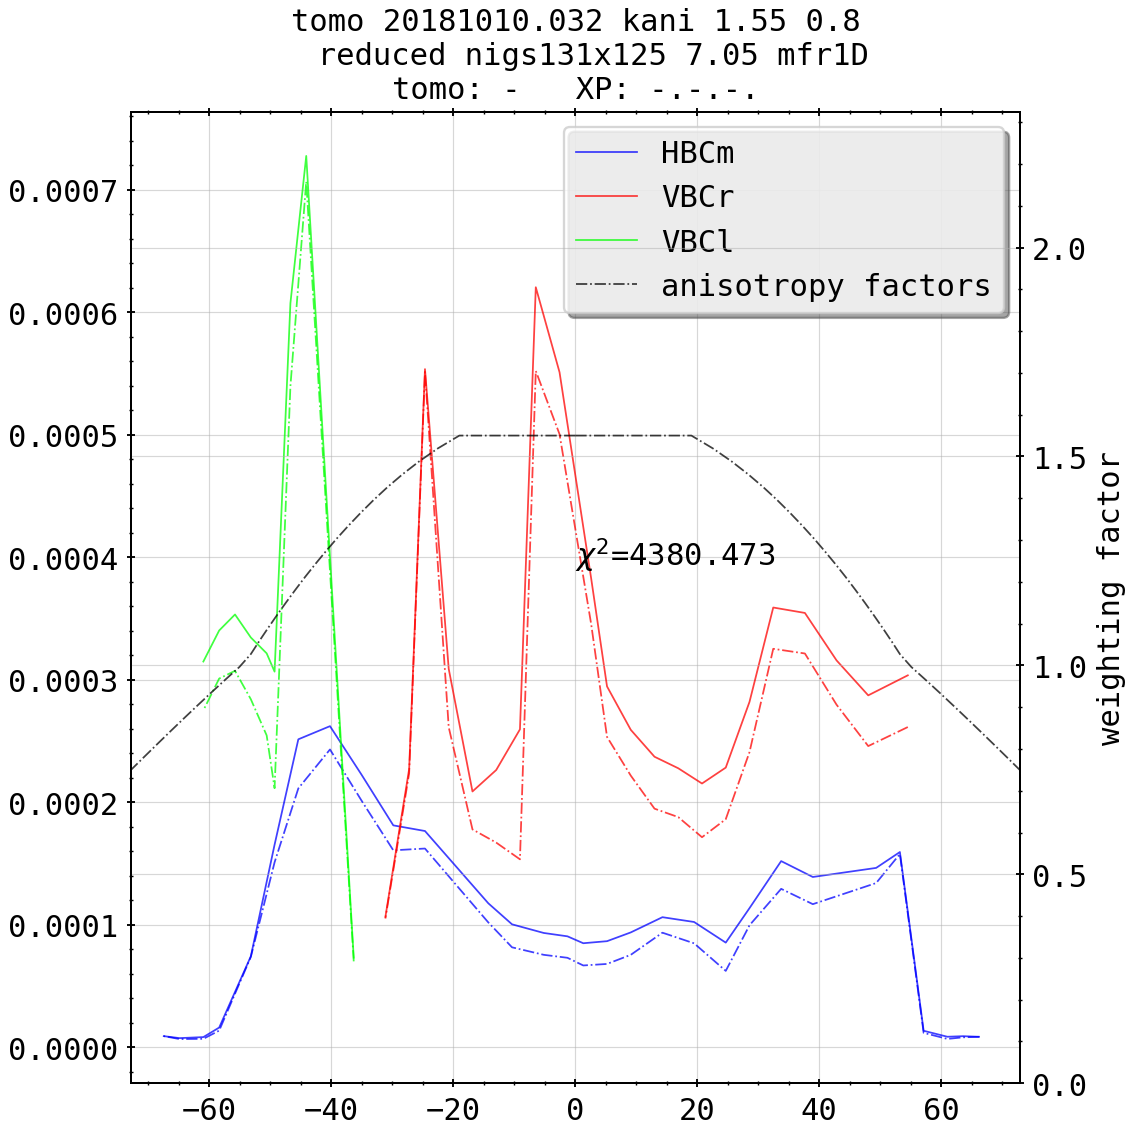 tomo 20181010.032 kani 1.55 0.8
reduced nigs131x125 7.05 mfr1D
tomo: - XP: -.-.-.
HBCm
VBCr
VBCl
anisotropy factors
χ²=4380.473
0.0007
0.0006
0.0005
0.0004
0.0003
0.0002
0.0001
0.0000
2.0
1.5
1.0
0.5
0.0
weighting factor
−60 −40 −20 0 20 40 60